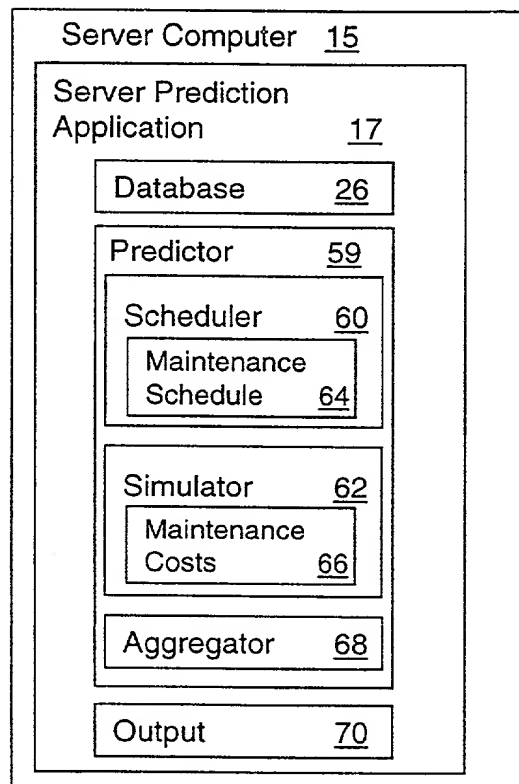 Server Computer 15
Server Prediction
Application 17
Database 26
Predictor 59
Scheduler 60
Maintenance
Schedule 64
Simulator 62
Maintenance
Costs 66
Aggregator 68
Output 70